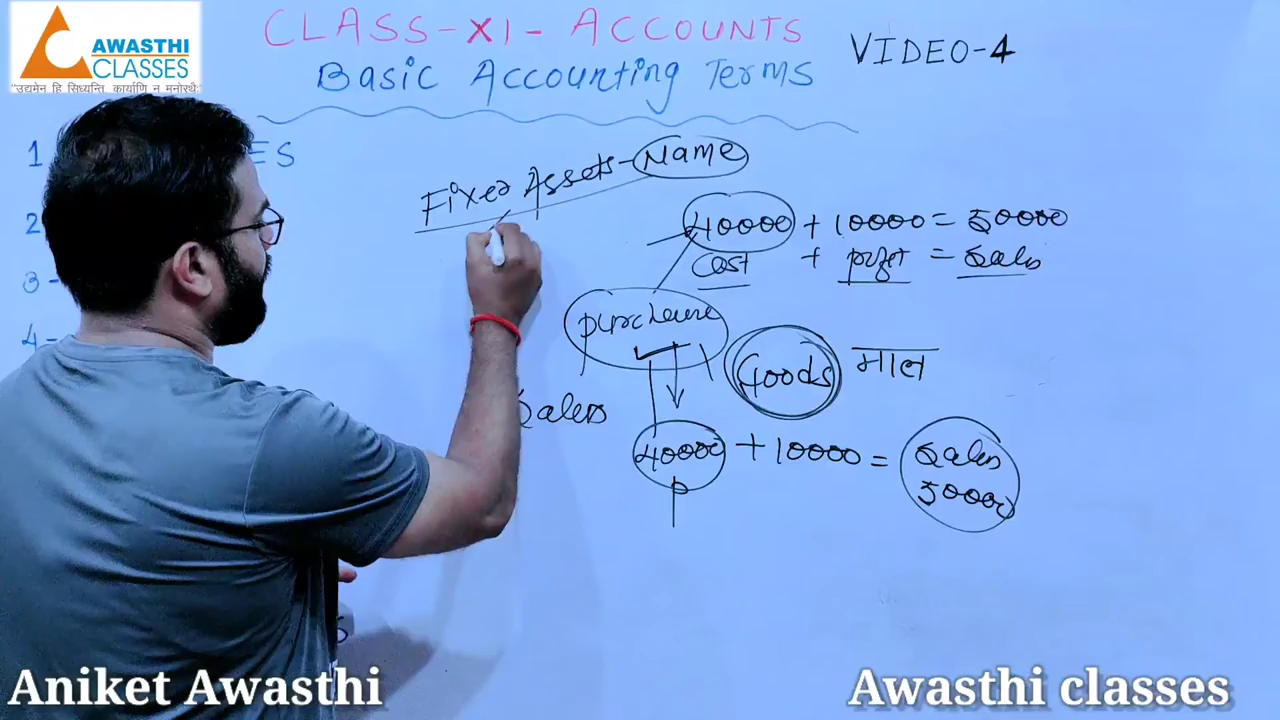 AWASTHI
CLASSES
"उद्यमेन हि सिध्यन्ति, कार्याणि न मनोरथैः"
CLASS-XI- ACCOUNTS
Basic Accounting Terms
VIDEO-4
1 ES
2
3-
4-
Fixed Assets-Name
40000 + 10000 = 50000
Cost + profit = Sales
purchase
Goods माल
Sales
40000 + 10000 = Sales
50000
P
S
Aniket Awasthi
Awasthi classes